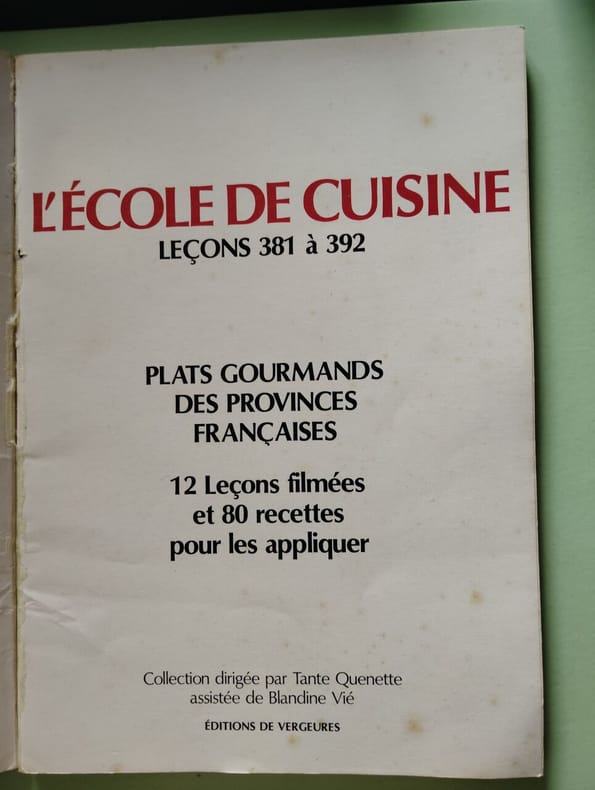 L'ÉCOLE DE CUISINE
LEÇONS 381 à 392
PLATS GOURMANDS
DES PROVINCES
FRANÇAISES
12 Leçons filmées
et 80 recettes
pour les appliquer
Collection dirigée par Tante Quenette
assistée de Blandine Vié
ÉDITIONS DE VERGEURES